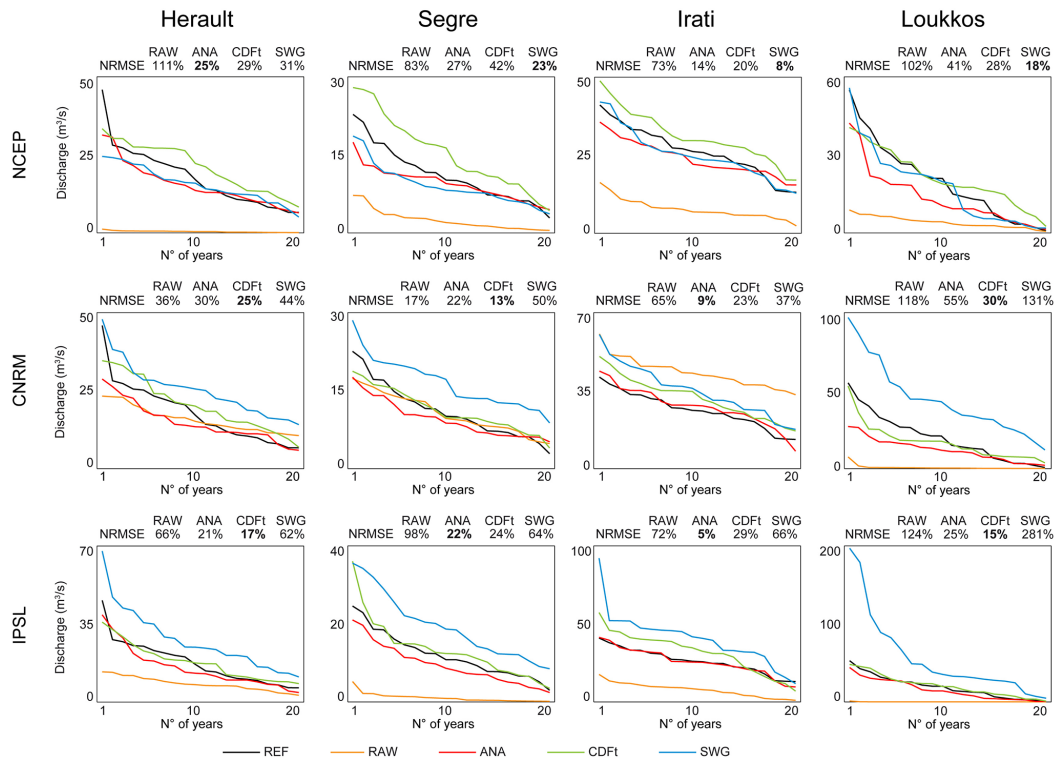 Herault Segre Irati Loukkos
RAW ANA CDFt SWG RAW ANA CDFt SWG RAW ANA CDFt SWG RAW ANA CDFt SWG
NRMSE 111% 25% 29% 31% NRMSE 83% 27% 42% 23% NRMSE 73% 14% 20% 8% NRMSE 102% 41% 28% 18%
NCEP
Discharge (m³/s)
50 30 50 60
25 15 25 30
0 0 0 0
1 10 20 1 10 20 1 10 20 1 10 20
N° of years N° of years N° of years N° of years
RAW ANA CDFt SWG RAW ANA CDFt SWG RAW ANA CDFt SWG RAW ANA CDFt SWG
NRMSE 36% 30% 25% 44% NRMSE 17% 22% 13% 50% NRMSE 65% 9% 23% 37% NRMSE 118% 55% 30% 131%
CNRM
Discharge (m³/s)
50 30 70 100
25 15 35 50
0 0 0 0
1 10 20 1 10 20 1 10 20 1 10 20
N° of years N° of years N° of years N° of years
RAW ANA CDFt SWG RAW ANA CDFt SWG RAW ANA CDFt SWG RAW ANA CDFt SWG
NRMSE 66% 21% 17% 62% NRMSE 98% 22% 24% 64% NRMSE 72% 5% 29% 66% NRMSE 124% 25% 15% 281%
IPSL
Discharge (m³/s)
70 40 100 200
35 20 50 100
0 0 0 0
1 10 20 1 10 20 1 10 20 1 10 20
N° of years N° of years N° of years N° of years
REF RAW ANA CDFt SWG